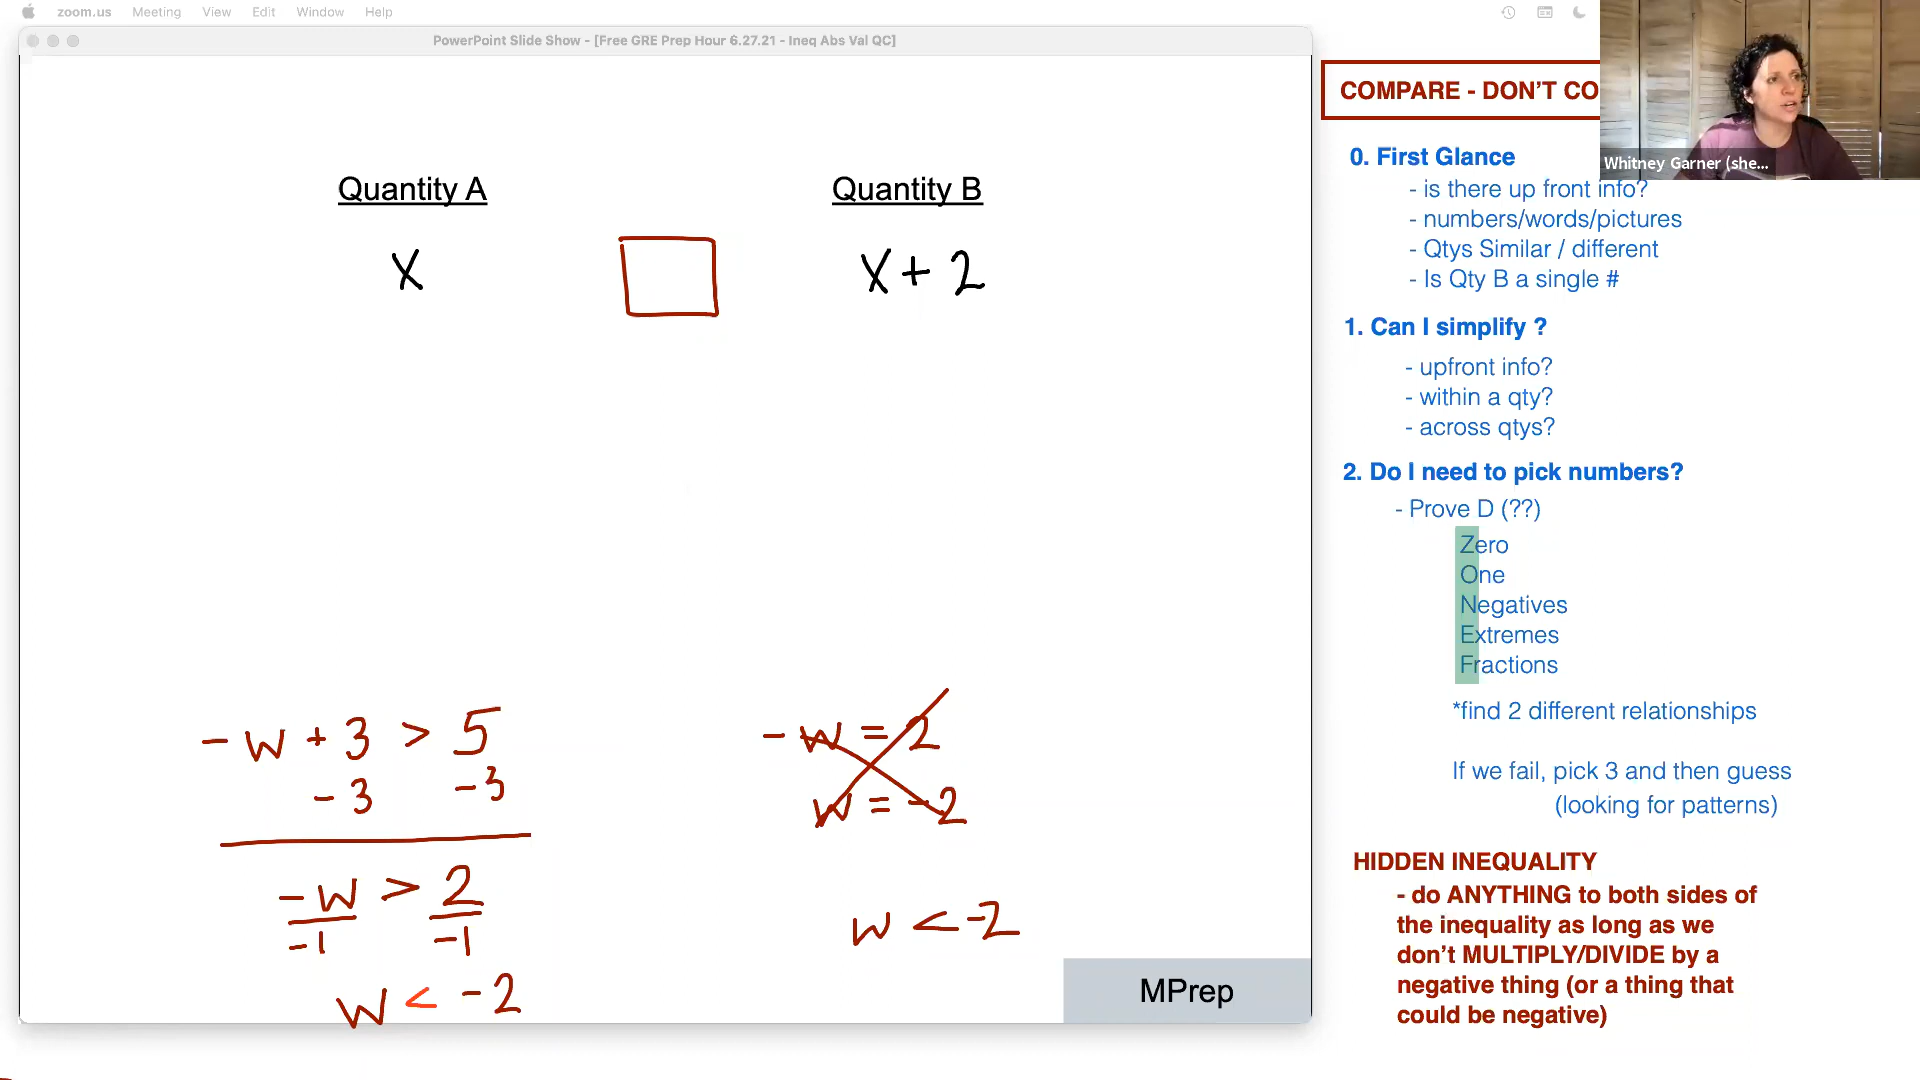 zoom.us Meeting View Edit Window Help
PowerPoint Slide Show - [Free GRE Prep Hour 6.27.21 - Ineq Abs Val QC]
Quantity A
Quantity B
x
x + 2
-w + 3 > 5
-3 -3
-w > 2
-1 -1
w < -2
-w = 2
w = -2
w < -2
MPrep
COMPARE - DON'T CO
Whitney Garner (she...
0. First Glance
- is there up front info?
- numbers/words/pictures
- Qtys Similar / different
- Is Qty B a single #
1. Can I simplify ?
- upfront info?
- within a qty?
- across qtys?
2. Do I need to pick numbers?
- Prove D (??)
Zero
One
Negatives
Extremes
Fractions
*find 2 different relationships
If we fail, pick 3 and then guess
(looking for patterns)
HIDDEN INEQUALITY
- do ANYTHING to both sides of
the inequality as long as we
don't MULTIPLY/DIVIDE by a
negative thing (or a thing that
could be negative)